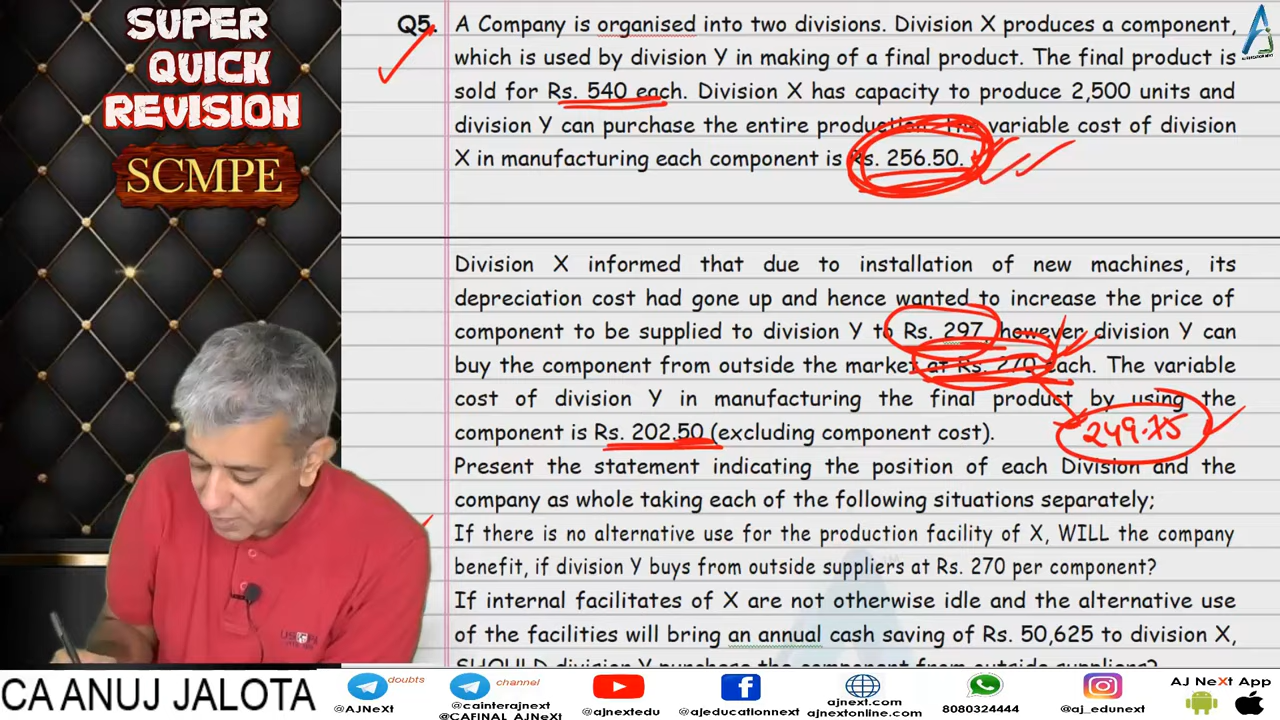 SUPER
QUICK
REVISION
SCMPE
Q5. A Company is organised into two divisions. Division X produces a component,
which is used by division Y in making of a final product. The final product is
sold for Rs. 540 each. Division X has capacity to produce 2,500 units and
division Y can purchase the entire production. The variable cost of division
X in manufacturing each component is Rs. 256.50.
Division X informed that due to installation of new machines, its
depreciation cost had gone up and hence wanted to increase the price of
component to be supplied to division Y to Rs. 297, however division Y can
buy the component from outside the market at Rs. 270 each. The variable
cost of division Y in manufacturing the final product by using the
component is Rs. 202.50 (excluding component cost).
249.75
Present the statement indicating the position of each Division and the
company as whole taking each of the following situations separately;
If there is no alternative use for the production facility of X, WILL the company
benefit, if division Y buys from outside suppliers at Rs. 270 per component?
If internal facilitates of X are not otherwise idle and the alternative use
of the facilities will bring an annual cash saving of Rs. 50,625 to division X,
SHOULD division Y purchase the component from outside suppliers?
CA ANUJ JALOTA
doubts
@AJNeXt
channel
@cainterajnext
@CAFINAL_AJNeXt
@ajnextedu
@ajeducationnext
ajnext.com
ajnextonline.com
8080324444
@aj_edunext
AJ NeXt App